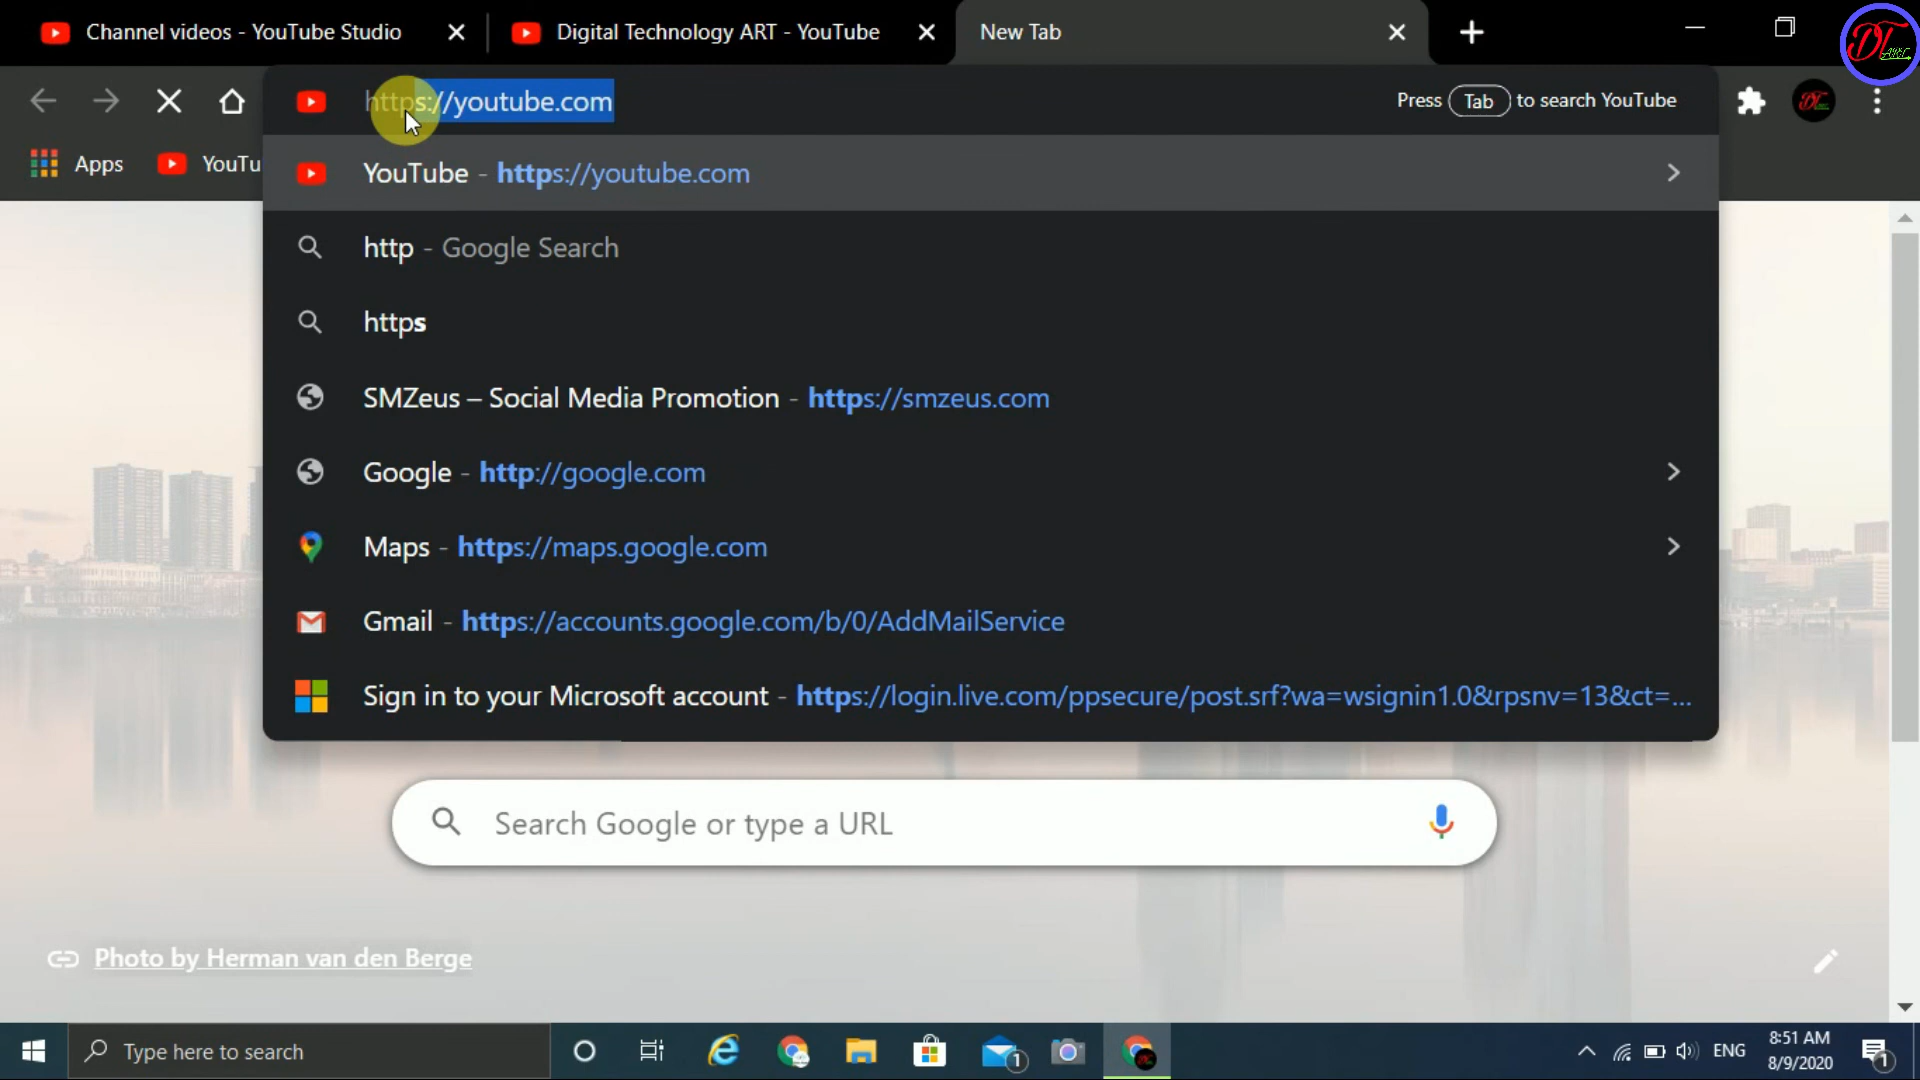 Channel videos - YouTube Studio
Digital Technology ART - YouTube
New Tab
https://youtube.com
Press Tab to search YouTube
Apps
YouTu
YouTube - https://youtube.com
http - Google Search
https
SMZeus – Social Media Promotion - https://smzeus.com
Google - http://google.com
Maps - https://maps.google.com
Gmail - https://accounts.google.com/b/0/AddMailService
Sign in to your Microsoft account - https://login.live.com/ppsecure/post.srf?wa=wsignin1.0&rpsnv=13&ct=...
Search Google or type a URL
Photo by Herman van den Berge
Type here to search
1
ENG
8:51 AM
8/9/2020
1